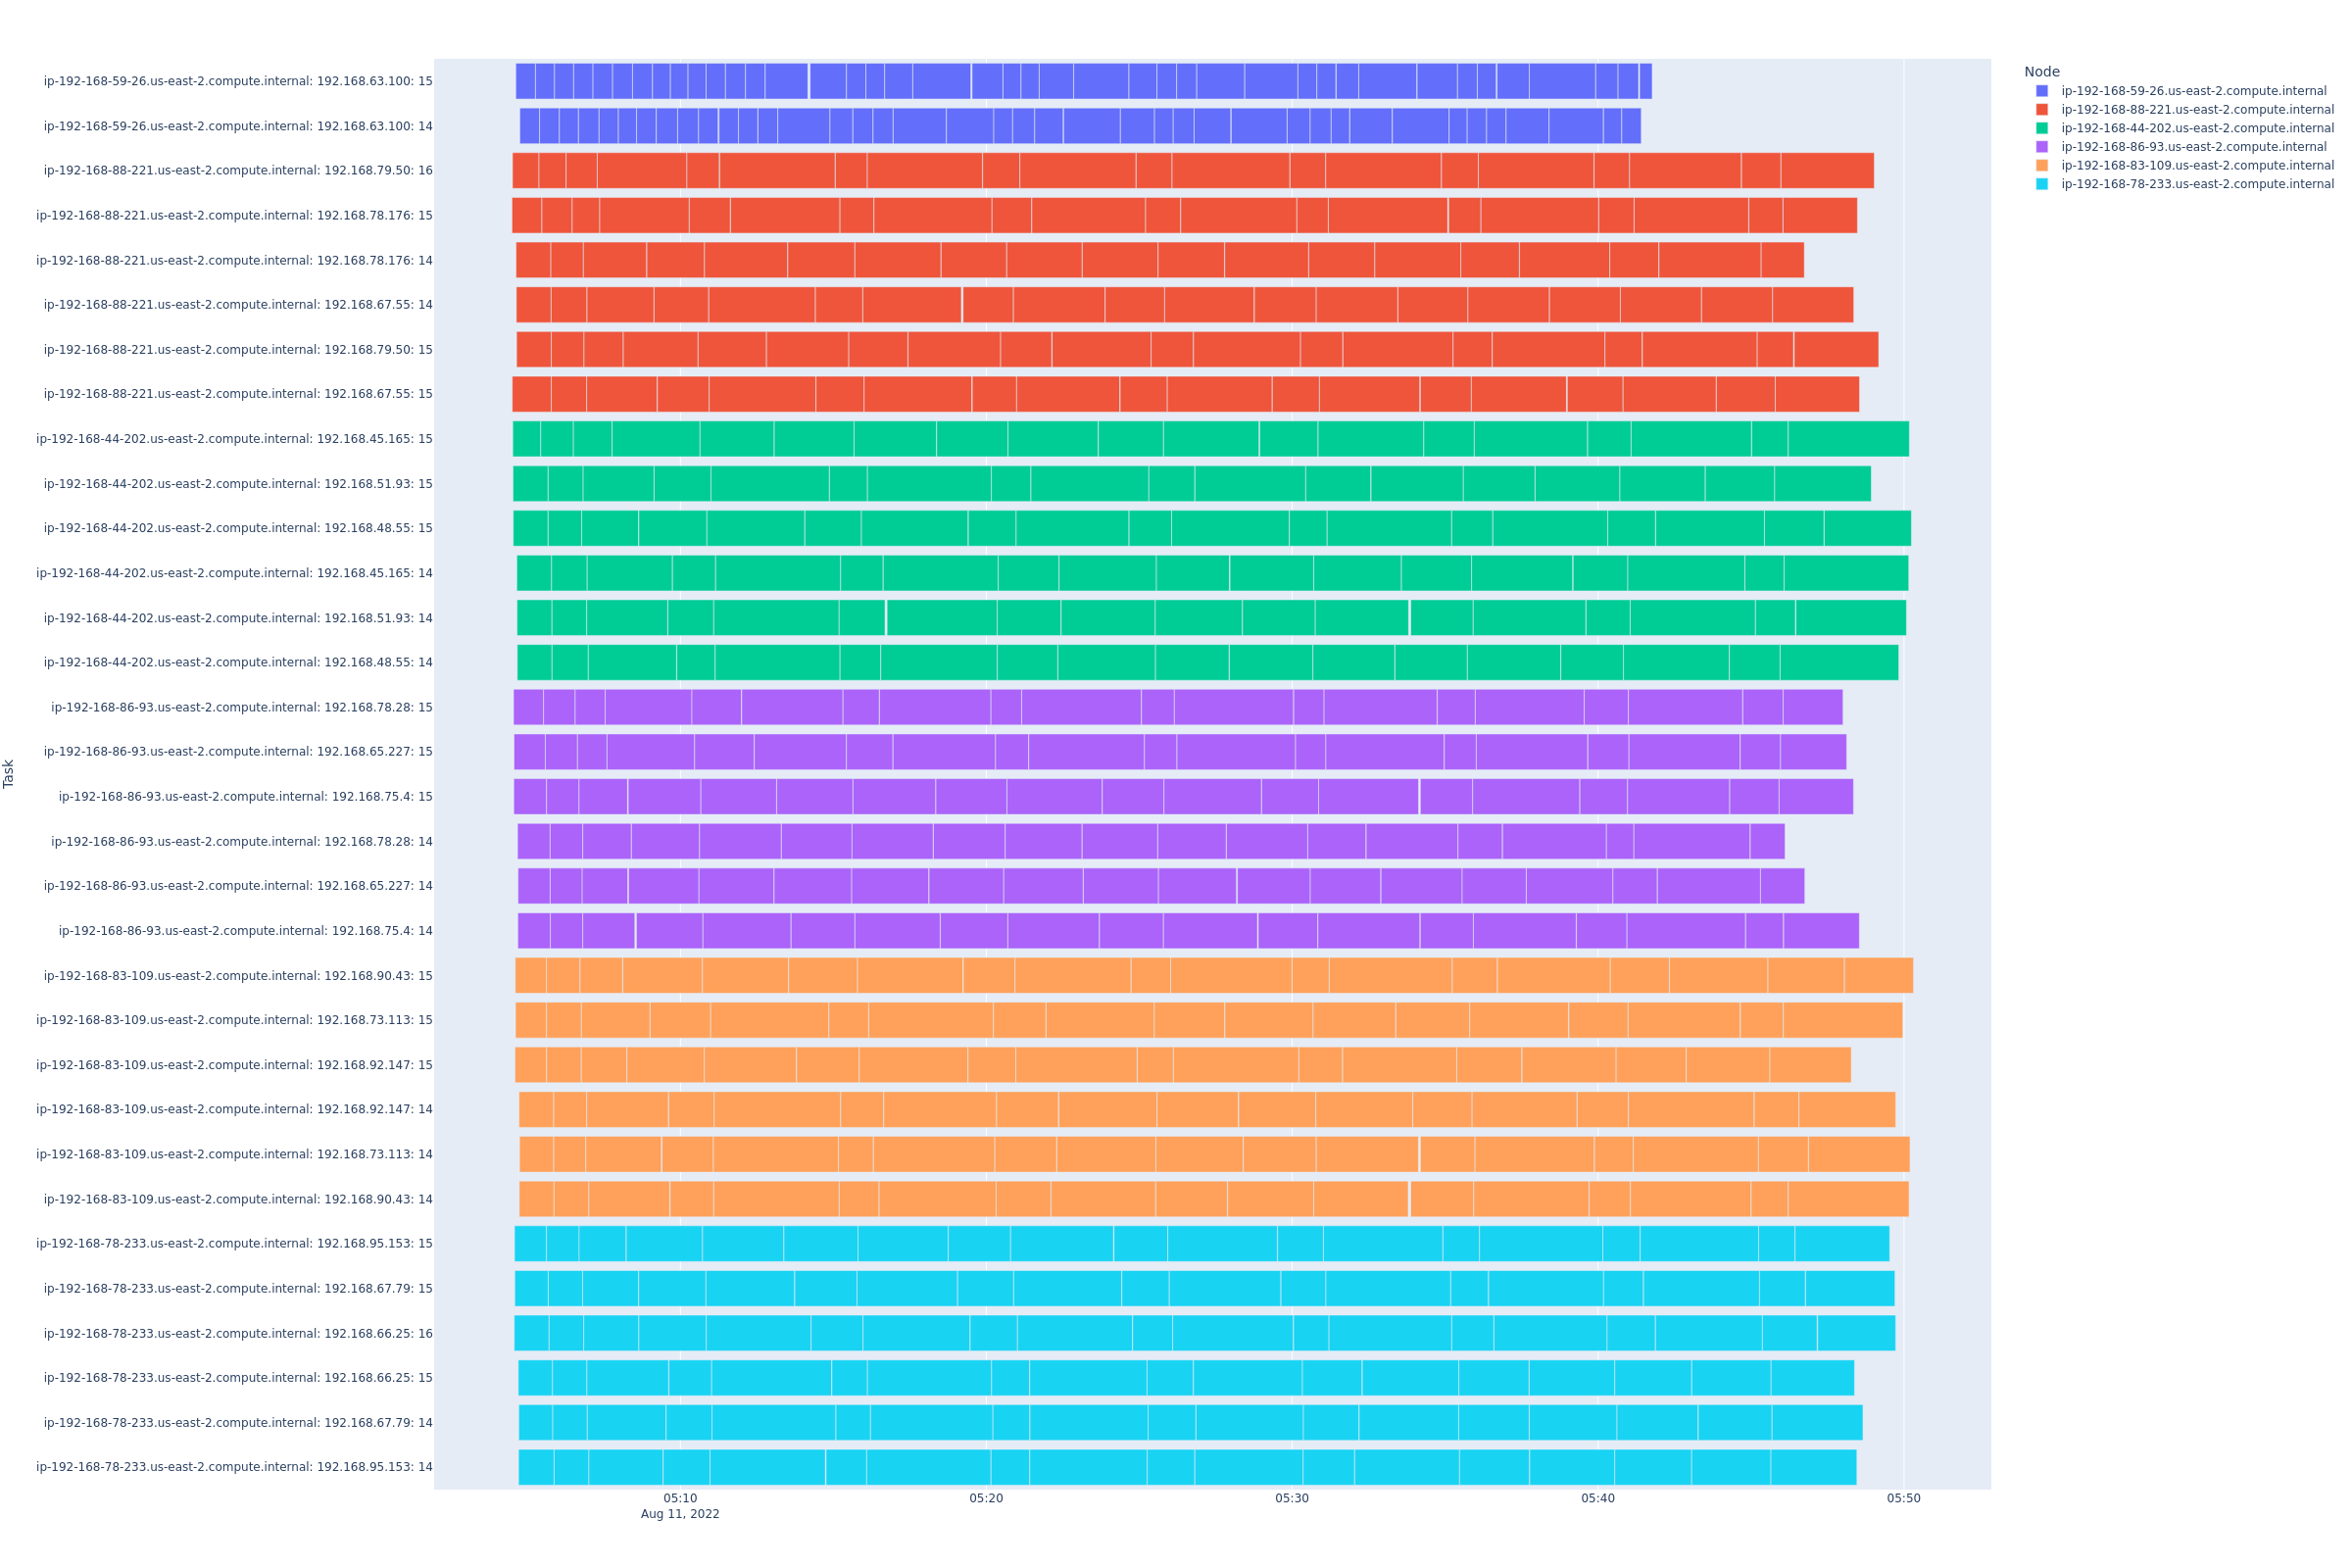 ip-192-168-59-26.us-east-2.compute.internal: 192.168.63.100: 15
ip-192-168-59-26.us-east-2.compute.internal: 192.168.63.100: 14
ip-192-168-88-221.us-east-2.compute.internal: 192.168.79.50: 16
ip-192-168-88-221.us-east-2.compute.internal: 192.168.78.176: 15
ip-192-168-88-221.us-east-2.compute.internal: 192.168.78.176: 14
ip-192-168-88-221.us-east-2.compute.internal: 192.168.67.55: 14
ip-192-168-88-221.us-east-2.compute.internal: 192.168.79.50: 15
ip-192-168-88-221.us-east-2.compute.internal: 192.168.67.55: 15
ip-192-168-44-202.us-east-2.compute.internal: 192.168.45.165: 15
ip-192-168-44-202.us-east-2.compute.internal: 192.168.51.93: 15
ip-192-168-44-202.us-east-2.compute.internal: 192.168.48.55: 15
ip-192-168-44-202.us-east-2.compute.internal: 192.168.45.165: 14
ip-192-168-44-202.us-east-2.compute.internal: 192.168.51.93: 14
ip-192-168-44-202.us-east-2.compute.internal: 192.168.48.55: 14
ip-192-168-86-93.us-east-2.compute.internal: 192.168.78.28: 15
ip-192-168-86-93.us-east-2.compute.internal: 192.168.65.227: 15
ip-192-168-86-93.us-east-2.compute.internal: 192.168.75.4: 15
ip-192-168-86-93.us-east-2.compute.internal: 192.168.78.28: 14
ip-192-168-86-93.us-east-2.compute.internal: 192.168.65.227: 14
ip-192-168-86-93.us-east-2.compute.internal: 192.168.75.4: 14
ip-192-168-83-109.us-east-2.compute.internal: 192.168.90.43: 15
ip-192-168-83-109.us-east-2.compute.internal: 192.168.73.113: 15
ip-192-168-83-109.us-east-2.compute.internal: 192.168.92.147: 15
ip-192-168-83-109.us-east-2.compute.internal: 192.168.92.147: 14
ip-192-168-83-109.us-east-2.compute.internal: 192.168.73.113: 14
ip-192-168-83-109.us-east-2.compute.internal: 192.168.90.43: 14
ip-192-168-78-233.us-east-2.compute.internal: 192.168.95.153: 15
ip-192-168-78-233.us-east-2.compute.internal: 192.168.67.79: 15
ip-192-168-78-233.us-east-2.compute.internal: 192.168.66.25: 16
ip-192-168-78-233.us-east-2.compute.internal: 192.168.66.25: 15
ip-192-168-78-233.us-east-2.compute.internal: 192.168.67.79: 14
ip-192-168-78-233.us-east-2.compute.internal: 192.168.95.153: 14
Task
05:10 05:20 05:30 05:40 05:50
Aug 11, 2022
Node
ip-192-168-59-26.us-east-2.compute.internal
ip-192-168-88-221.us-east-2.compute.internal
ip-192-168-44-202.us-east-2.compute.internal
ip-192-168-86-93.us-east-2.compute.internal
ip-192-168-83-109.us-east-2.compute.internal
ip-192-168-78-233.us-east-2.compute.internal